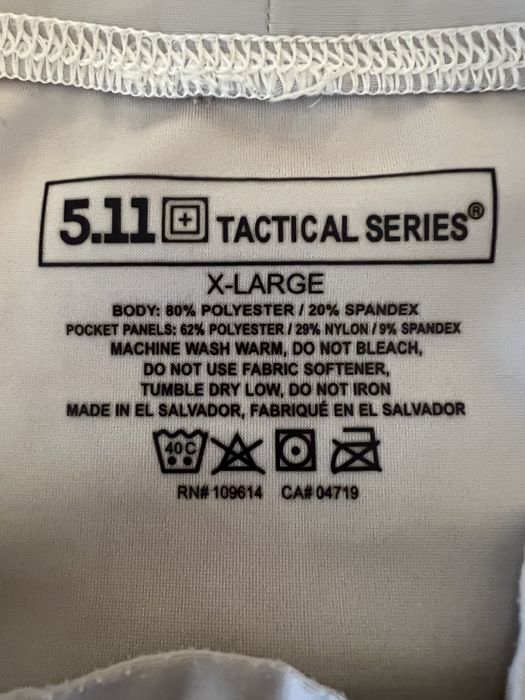 5.11 TACTICAL SERIES®
X-LARGE
BODY: 80% POLYESTER / 20% SPANDEX
POCKET PANELS: 62% POLYESTER / 29% NYLON / 9% SPANDEX
MACHINE WASH WARM, DO NOT BLEACH,
DO NOT USE FABRIC SOFTENER,
TUMBLE DRY LOW, DO NOT IRON
MADE IN EL SALVADOR, FABRIQUÉ EN EL SALVADOR
40 C
RN# 109614 CA# 04719